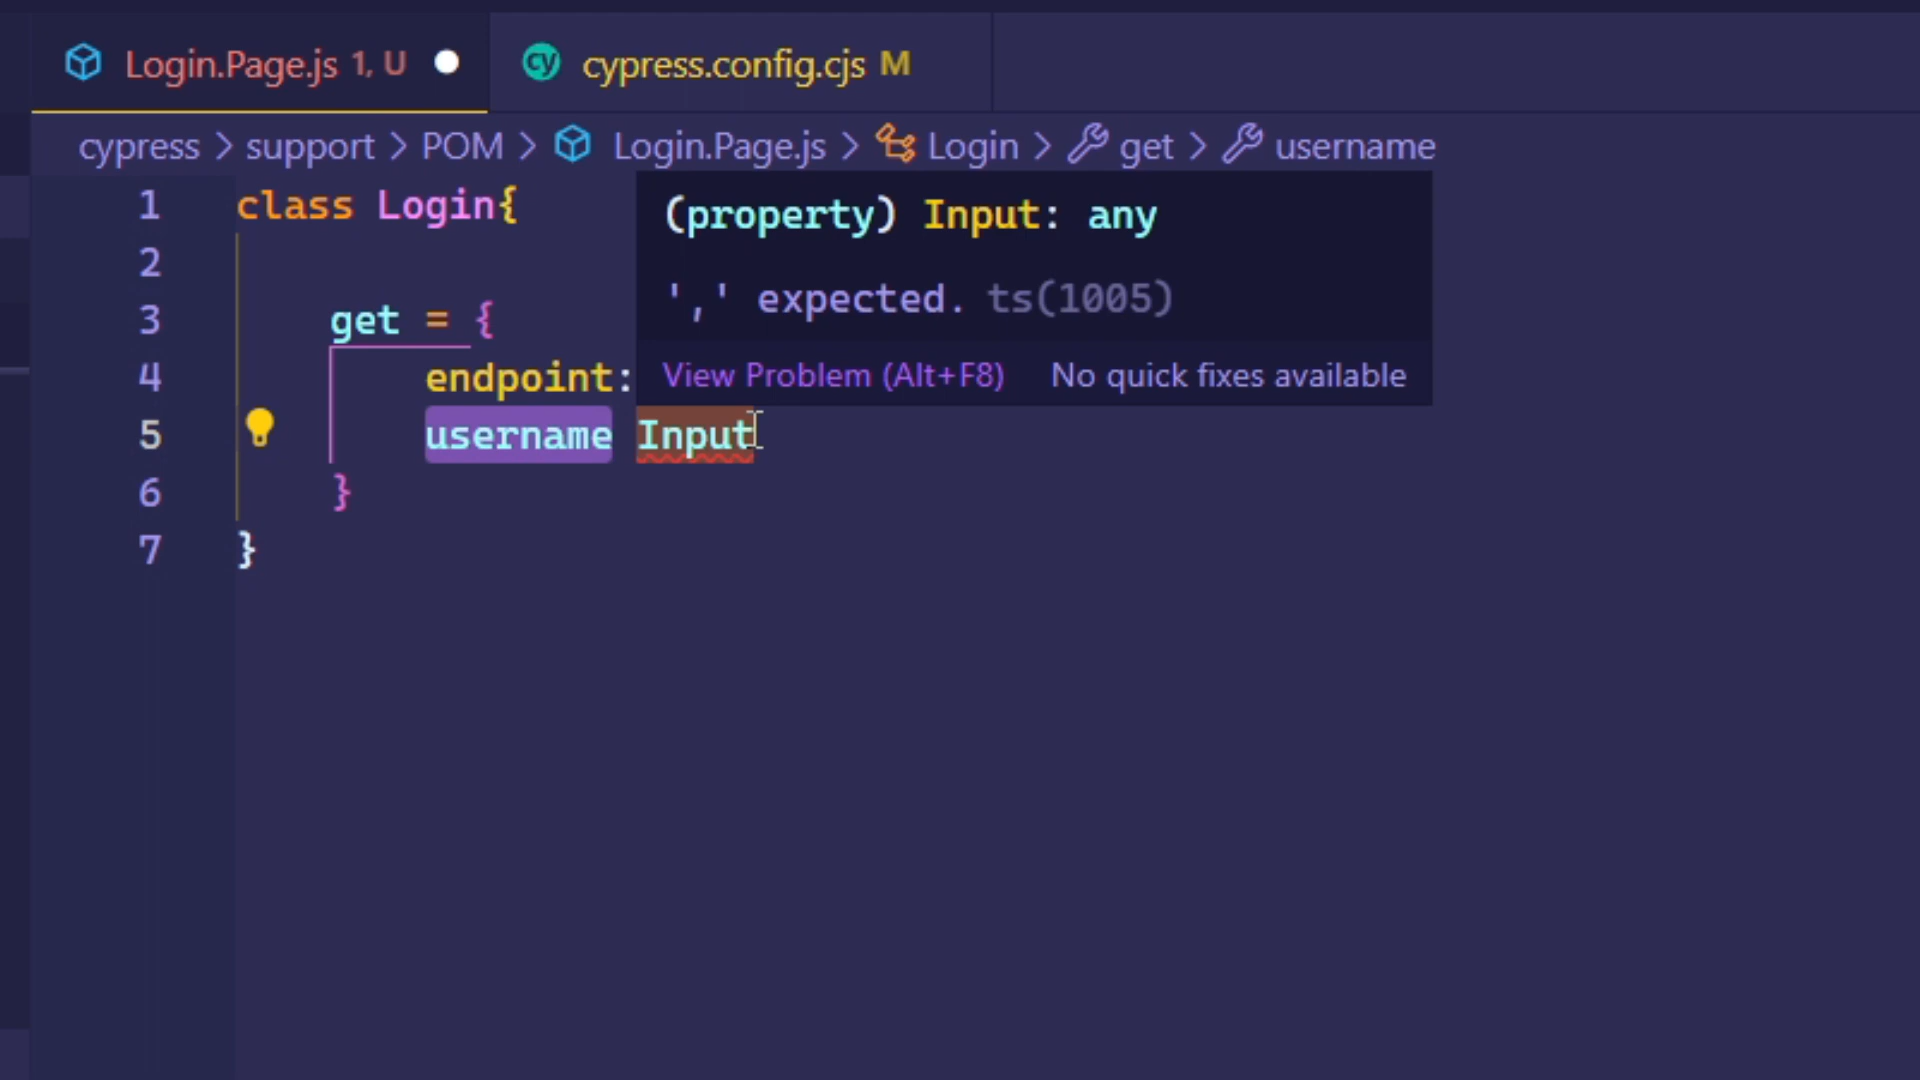 Login.Page.js 1, U
cy cypress.config.cjs M
cypress > support > POM > Login.Page.js > Login > get > username
1 class Login{
(property) Input: any
2
',' expected. ts(1005)
3 get = {
View Problem (Alt+F8) No quick fixes available
4 endpoint:
5 username Input
6 }
7 }